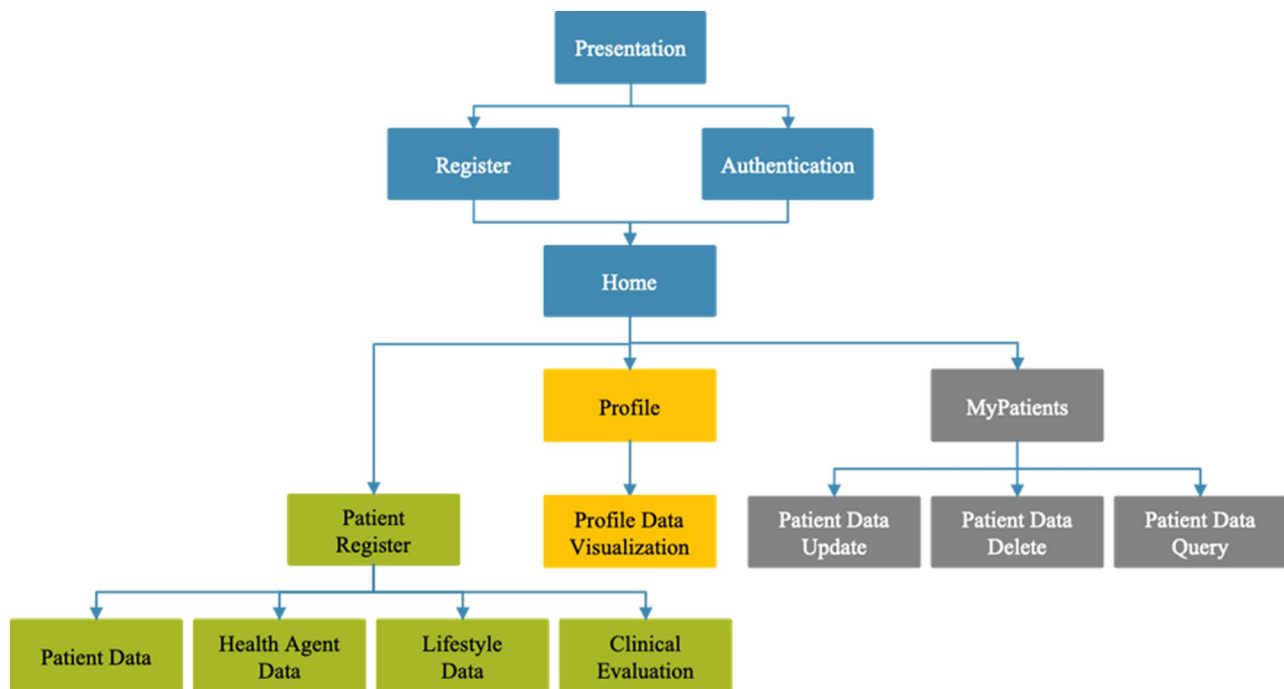 Presentation
Register
Authentication
Home
Profile
MyPatients
Patient
Register
Profile Data
Visualization
Patient Data
Update
Patient Data
Delete
Patient Data
Query
Patient Data
Health Agent
Data
Lifestyle
Data
Clinical
Evaluation